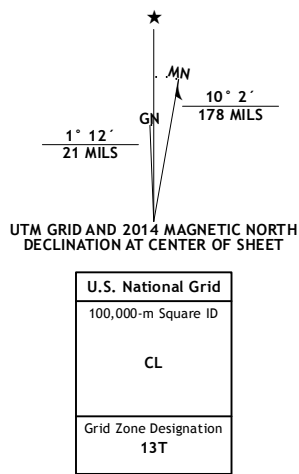 ★
MN
GN
1° 12´
21 MILS
10° 2´
178 MILS
UTM GRID AND 2014 MAGNETIC NORTH
DECLINATION AT CENTER OF SHEET
U.S. National Grid
100,000-m Square ID
CL
Grid Zone Designation
13T